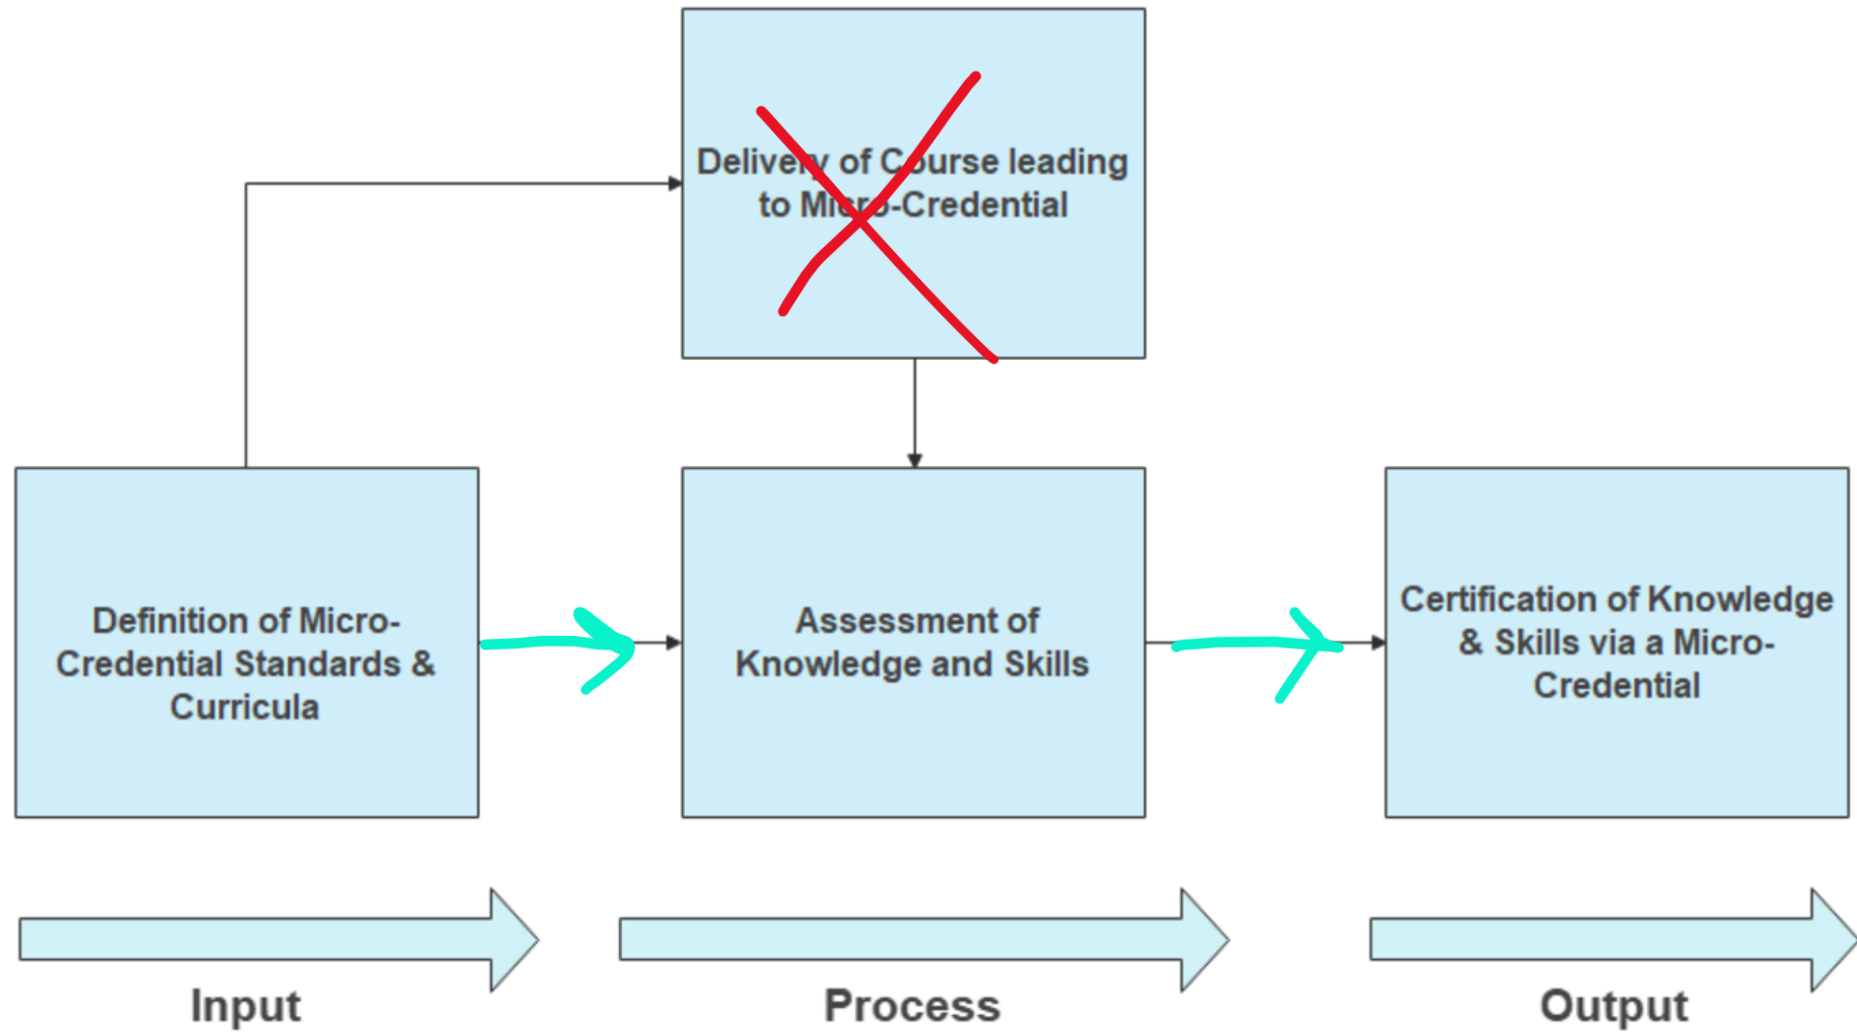 Delivery of Course leading
to Micro-Credential
Definition of Micro-
Credential Standards &
Curricula
Assessment of
Knowledge and Skills
Certification of Knowledge
& Skills via a Micro-
Credential
Input
Process
Output